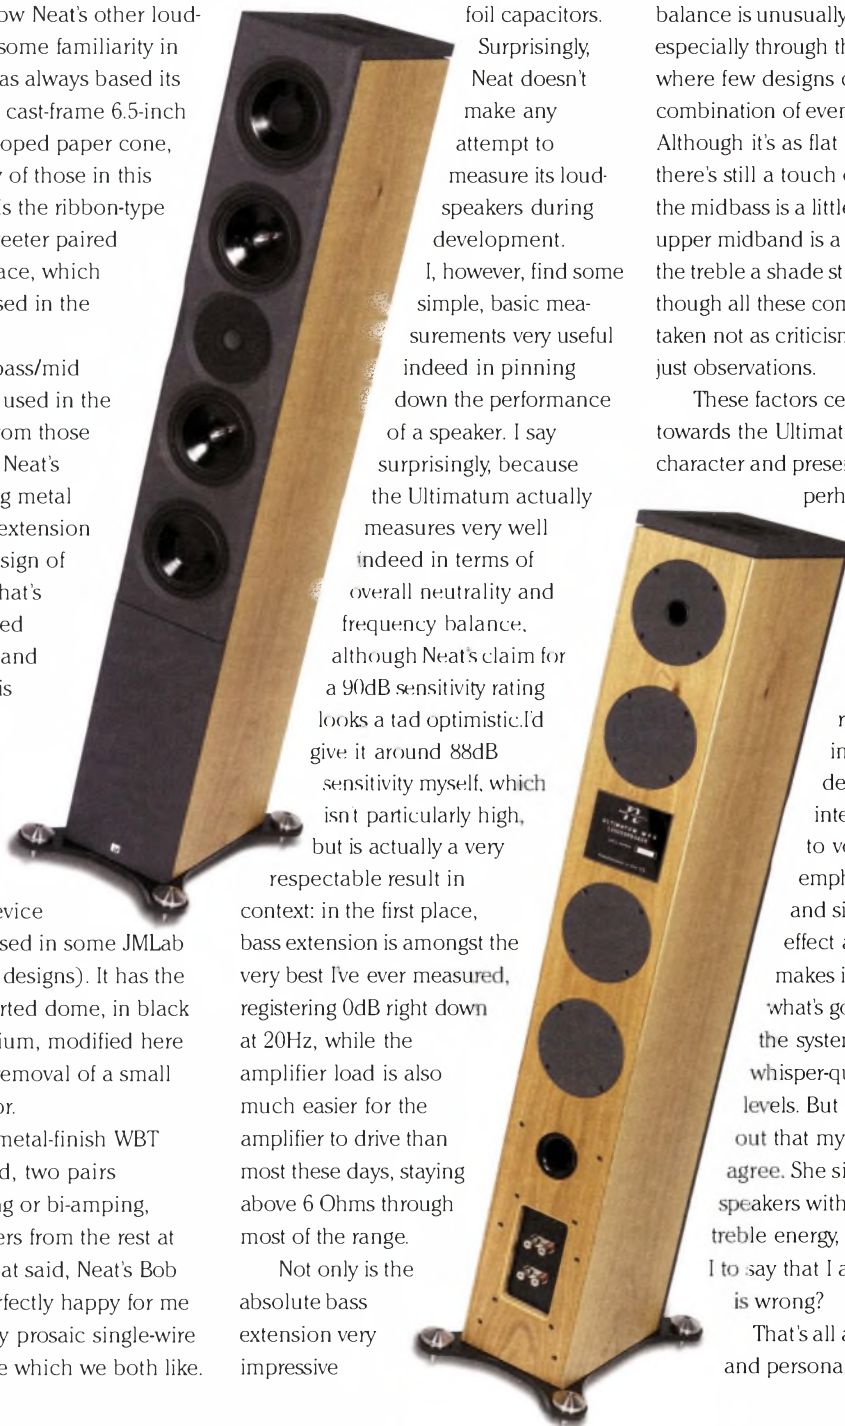 ow Neat's other loud-
some familiarity in
as always based its
cast-frame 6.5-inch
oped paper cone,
y of those in this
is the ribbon-type
eeter paired
ace, which
sed in the
bass/mid
used in the
rom those
Neat's
g metal
extension
sign of
hat's
ed
and
is
evice
sed in some JMLab
designs). It has the
rted dome, in black
ium, modified here
removal of a small
or.
metal-finish WBT
d, two pairs
ng or bi-amping,
ers from the rest at
at said, Neat's Bob
rfectly happy for me
y prosaic single-wire
e which we both like.
foil capacitors.
Surprisingly,
Neat doesn't
make any
attempt to
measure its loud-
speakers during
development.
I, however, find some
simple, basic mea-
surements very useful
indeed in pinning
down the performance
of a speaker. I say
surprisingly, because
the Ultimatum actually
measures very well
indeed in terms of
overall neutrality and
frequency balance,
although Neat's claim for
a 90dB sensitivity rating
looks a tad optimistic.I'd
give it around 88dB
sensitivity myself, which
isn't particularly high,
but is actually a very
respectable result in
context: in the first place,
bass extension is amongst the
very best I've ever measured,
registering 0dB right down
at 20Hz, while the
amplifier load is also
much easier for the
amplifier to drive than
most these days, staying
above 6 Ohms through
most of the range.
Not only is the
absolute bass
extension very
impressive
balance is unusually
especially through th
where few designs c
combination of ever
Although it's as flat
there's still a touch
the midbass is a little
upper midband is a
the treble a shade st
though all these com
taken not as criticism
just observations.
These factors ce
towards the Ultimat
character and prese
perh
r
in
de
inte
to ve
emph
and si
effect a
makes i
what's go
the system
whisper-qu
levels. But
out that my
agree. She si
speakers with
treble energy,
I to say that I a
is wrong?
That's all a
and persona
ULTIMATUM
LOUDSPEAKER